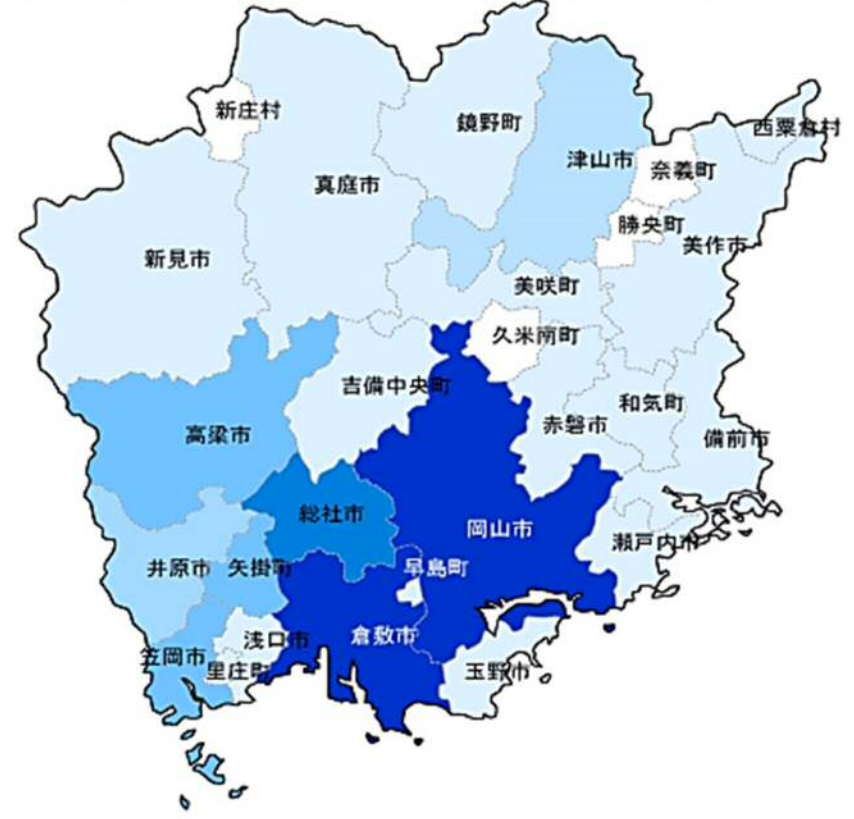 新庄村
鏡野町
西粟倉村
津山市
奈義町
真庭市
勝央町
美作市
新見市
美咲町
久米南町
吉備中央町
和気町
赤磐市
高梁市
備前市
総社市
岡山市
瀬戸内市
井原市
矢掛町
早島町
浅口市
倉敷市
笠岡市
里庄町
玉野市